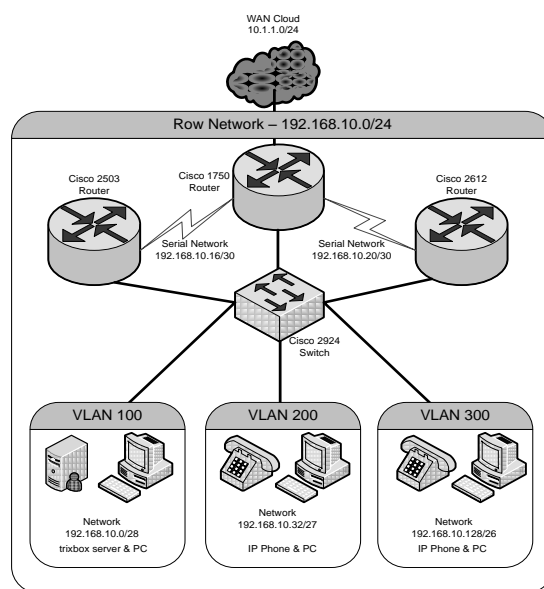 WAN Cloud
10.1.1.0/24
Row Network – 192.168.10.0/24
Cisco 2503
Router
Cisco 1750
Router
Cisco 2612
Router
Serial Network
192.168.10.16/30
Serial Network
192.168.10.20/30
Cisco 2924
Switch
VLAN 100
Network
192.168.10.0/28
trixbox server & PC
VLAN 200
Network
192.168.10.32/27
IP Phone & PC
VLAN 300
Network
192.168.10.128/26
IP Phone & PC